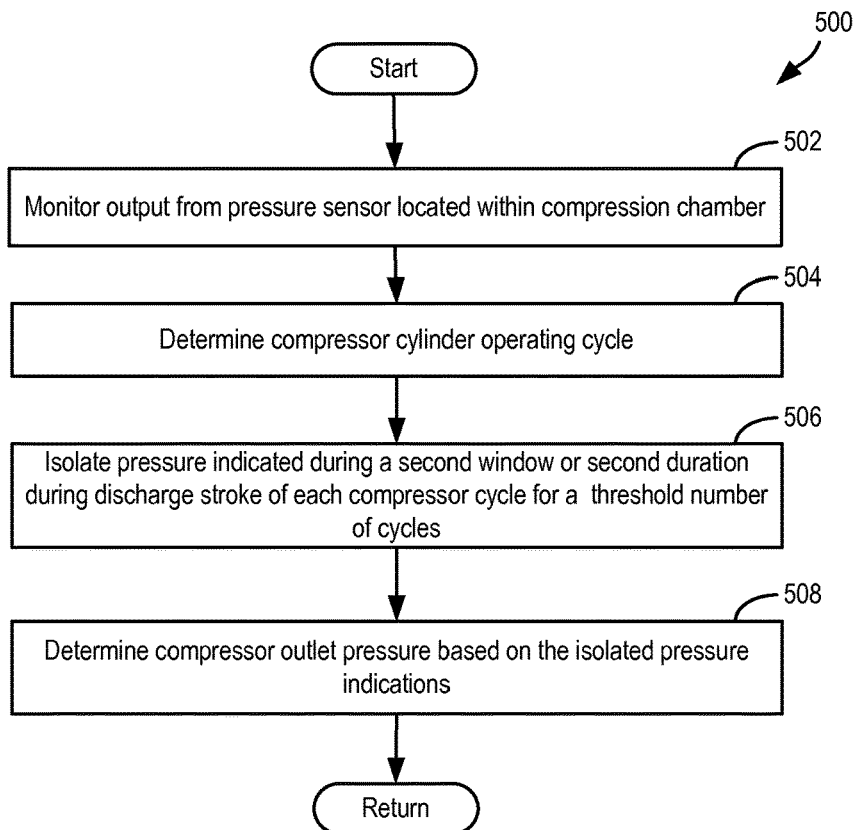 500
Start
502
Monitor output from pressure sensor located within compression chamber
504
Determine compressor cylinder operating cycle
506
Isolate pressure indicated during a second window or second duration
during discharge stroke of each compressor cycle for a threshold number
of cycles
508
Determine compressor outlet pressure based on the isolated pressure
indications
Return